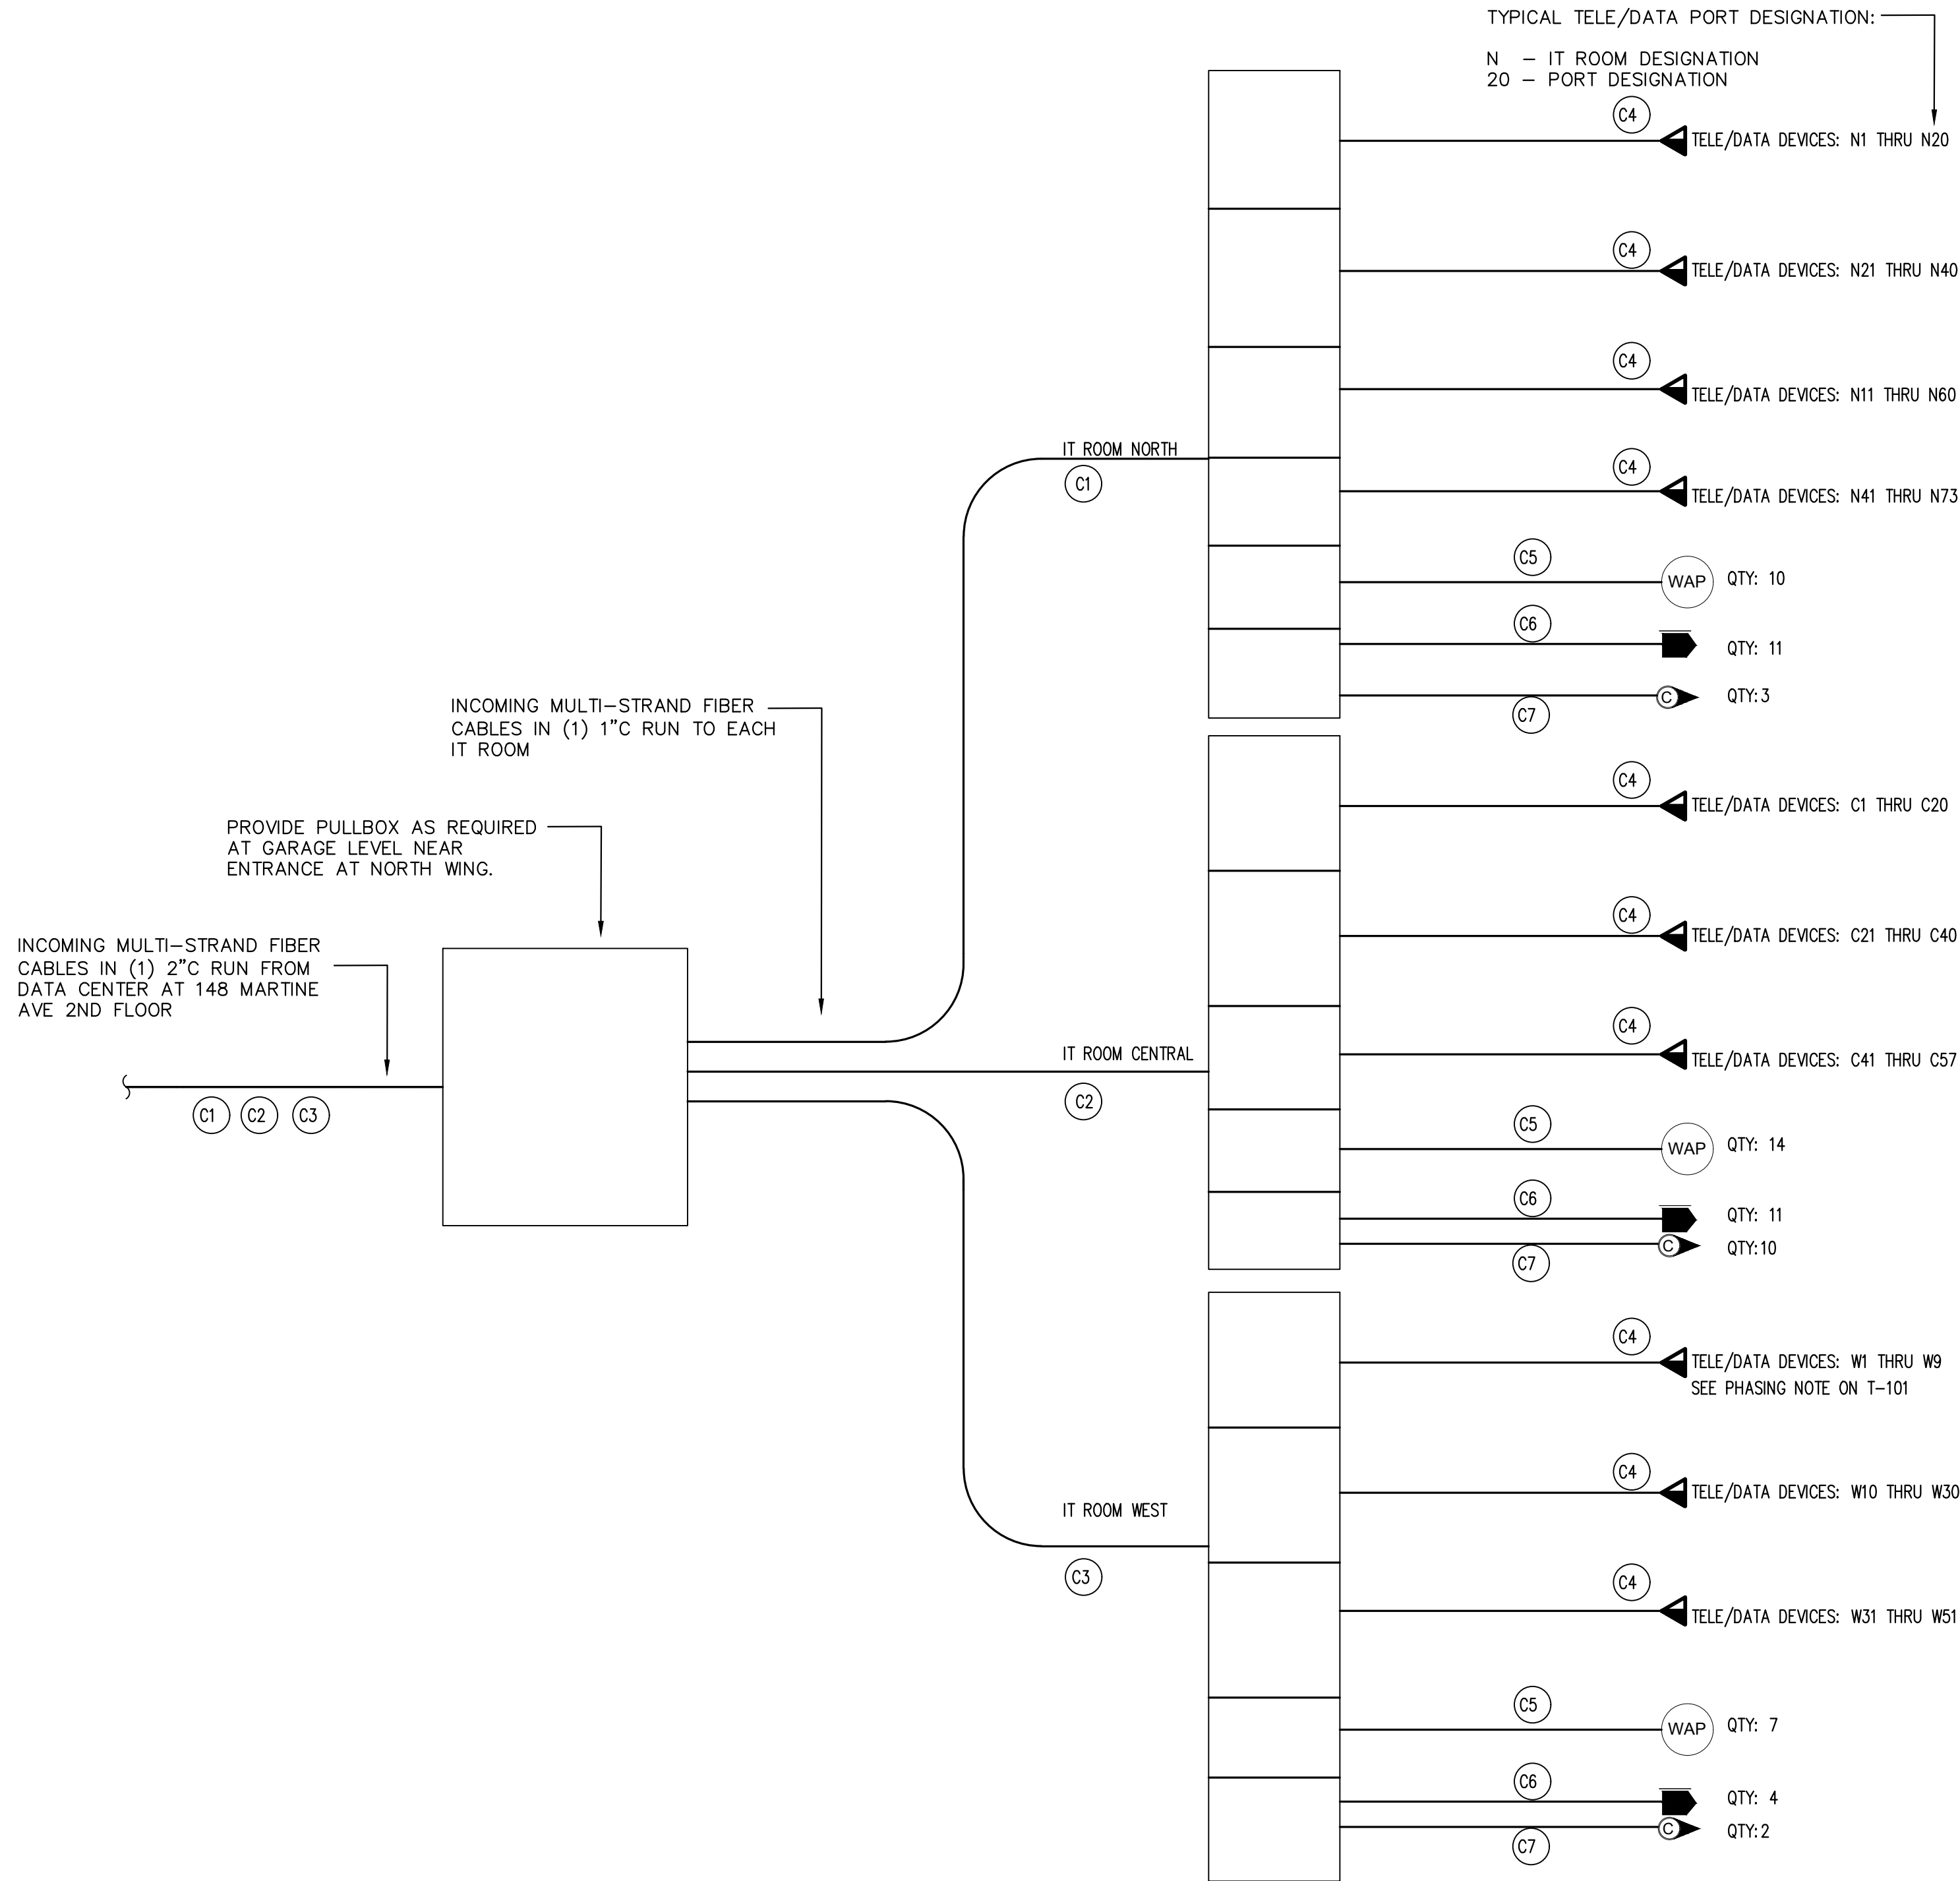 TYPICAL TELE/DATA PORT DESIGNATION:
N – IT ROOM DESIGNATION
20 – PORT DESIGNATION
C4
TELE/DATA DEVICES: N1 THRU N20
C4
TELE/DATA DEVICES: N21 THRU N40
C4
TELE/DATA DEVICES: N11 THRU N60
IT ROOM NORTH
C1
C4
TELE/DATA DEVICES: N41 THRU N73
C5
WAP QTY: 10
C6
QTY: 11
C QTY:3
C7
INCOMING MULTI–STRAND FIBER
CABLES IN (1) 1"C RUN TO EACH
IT ROOM
PROVIDE PULLBOX AS REQUIRED
AT GARAGE LEVEL NEAR
ENTRANCE AT NORTH WING.
INCOMING MULTI–STRAND FIBER
CABLES IN (1) 2"C RUN FROM
DATA CENTER AT 148 MARTINE
AVE 2ND FLOOR
C1 C2 C3
C4
TELE/DATA DEVICES: C1 THRU C20
C4
TELE/DATA DEVICES: C21 THRU C40
IT ROOM CENTRAL
C2
C4
TELE/DATA DEVICES: C41 THRU C57
C5
WAP QTY: 14
C6
QTY: 11
C QTY:10
C7
C4
TELE/DATA DEVICES: W1 THRU W9
SEE PHASING NOTE ON T–101
C4
TELE/DATA DEVICES: W10 THRU W30
IT ROOM WEST
C3
C4
TELE/DATA DEVICES: W31 THRU W51
C5
WAP QTY: 7
C6
QTY: 4
C QTY:2
C7